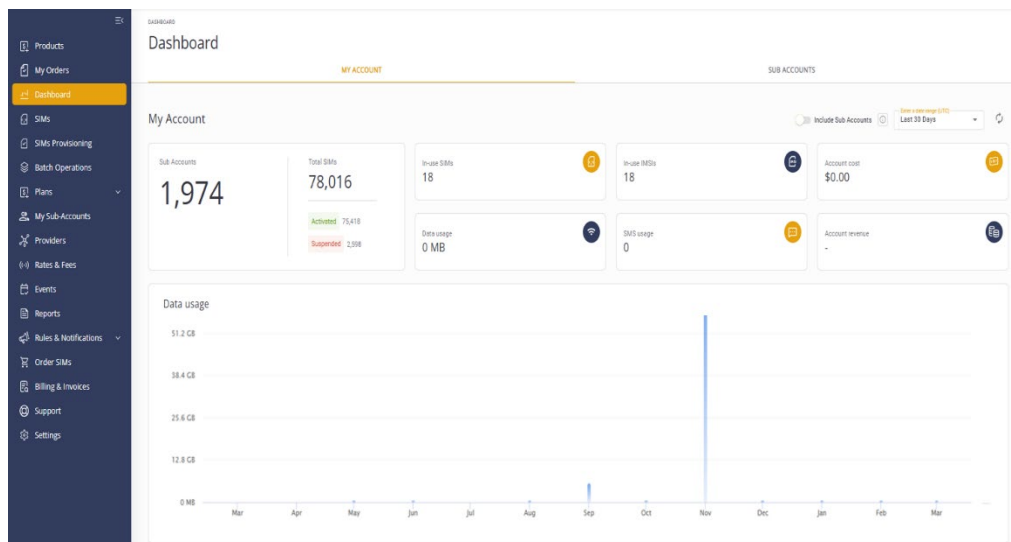 DASHBOARD
Dashboard
Products
My Orders
Dashboard
SIMs
SIMs Provisioning
Batch Operations
Plans
My Sub-Accounts
Providers
Rates & Fees
Events
Reports
Rules & Notifications
Order SIMs
Billing & Invoices
Support
Settings
MY ACCOUNT
SUB ACCOUNTS
My Account
Include Sub Accounts
Enter a date range (UTC)
Last 30 Days
Sub Accounts
1,974
Total SIMs
78,016
Activated 75,418
Suspended 2,598
In-use SIMs
18
In-use IMSIs
18
Account cost
$0.00
Data usage
0 MB
SMS usage
0
Account revenue
-
Data usage
51.2 GB
38.4 GB
25.6 GB
12.8 GB
0 MB
Mar Apr May Jun Jul Aug Sep Oct Nov Dec Jan Feb Mar